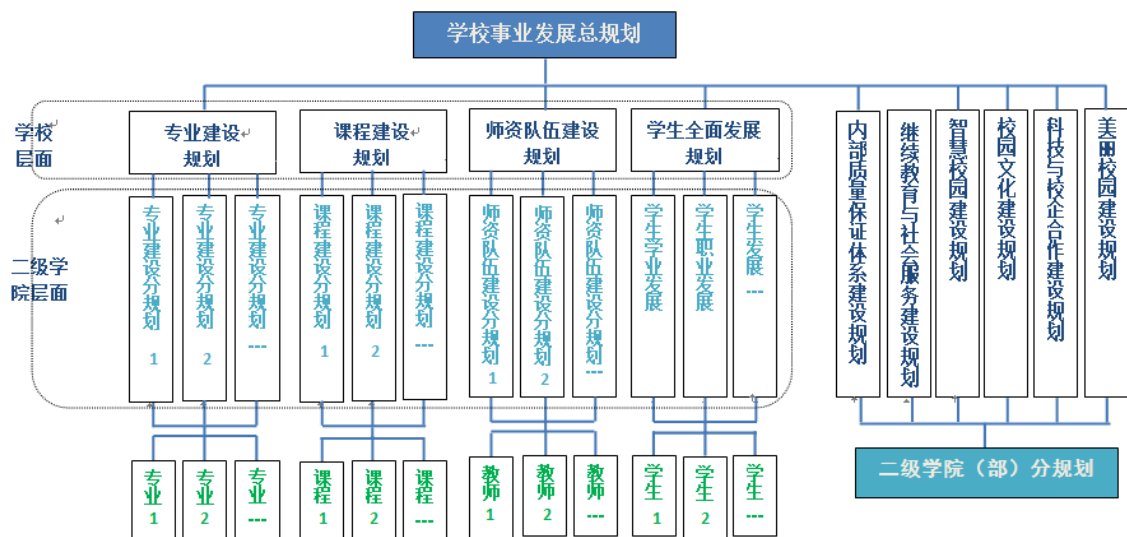 学校事业发展总规划
学校
层面
专业建设
规划
课程建设
规划
师资队伍建设
规划
学生全面发展
规划
内部质量保证体系建设规划
继续教育与社会服务建设规划
智慧校园建设规划
校园文化建设规划
科技与校企合作建设规划
美丽校园建设规划
二级学
院层面
专业建设分规划 1
专业建设分规划 2
专业建设分规划 ---
课程建设分规划 1
课程建设分规划 2
课程建设分规划 ---
师资队伍建设分规划 1
师资队伍建设分规划 2
师资队伍建设分规划 ---
学生学业发展
学生职业发展
学生发展 ---
专业 1
专业 2
专业 ---
课程 1
课程 2
课程 ---
教师 1
教师 2
教师 ---
学生 1
学生 2
学生 ---
二级学院（部）分规划